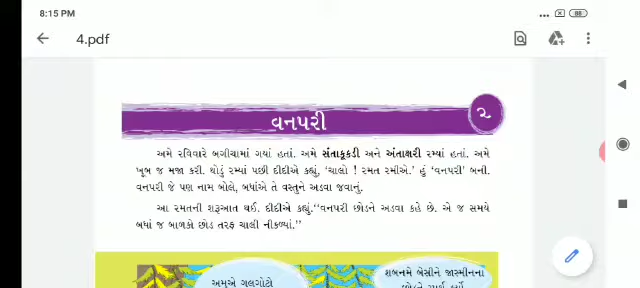 8:15 PM
88
4.pdf
વનપરી
૨
અમે રવિવારે બગીચામાં ગયાં હતાં. અમે સંતાકૂકડી અને અંતાક્ષરી રમ્યાં હતાં. અમે
ખૂબ જ મજા કરી. થોડું રમ્યા પછી દીદીએ કહ્યું, ‘ચાલો ! રમત રમીએ.’ હું ‘વનપરી’ બની.
વનપરી જે પણ નામ બોલે, બધાંએ તે વસ્તુને અડવા જવાનું.
આ રમતની શરૂઆત થઈ. દીદીએ કહ્યું.‘‘વનપરી છોડને અડવા કહે છે. એ જ સમયે
બધાં જ બાળકો છોડ તરફ ચાલી નીકળ્યાં.’’
અમુએ ગલગોટો
શબનમે બેસીને જાસ્મીનના